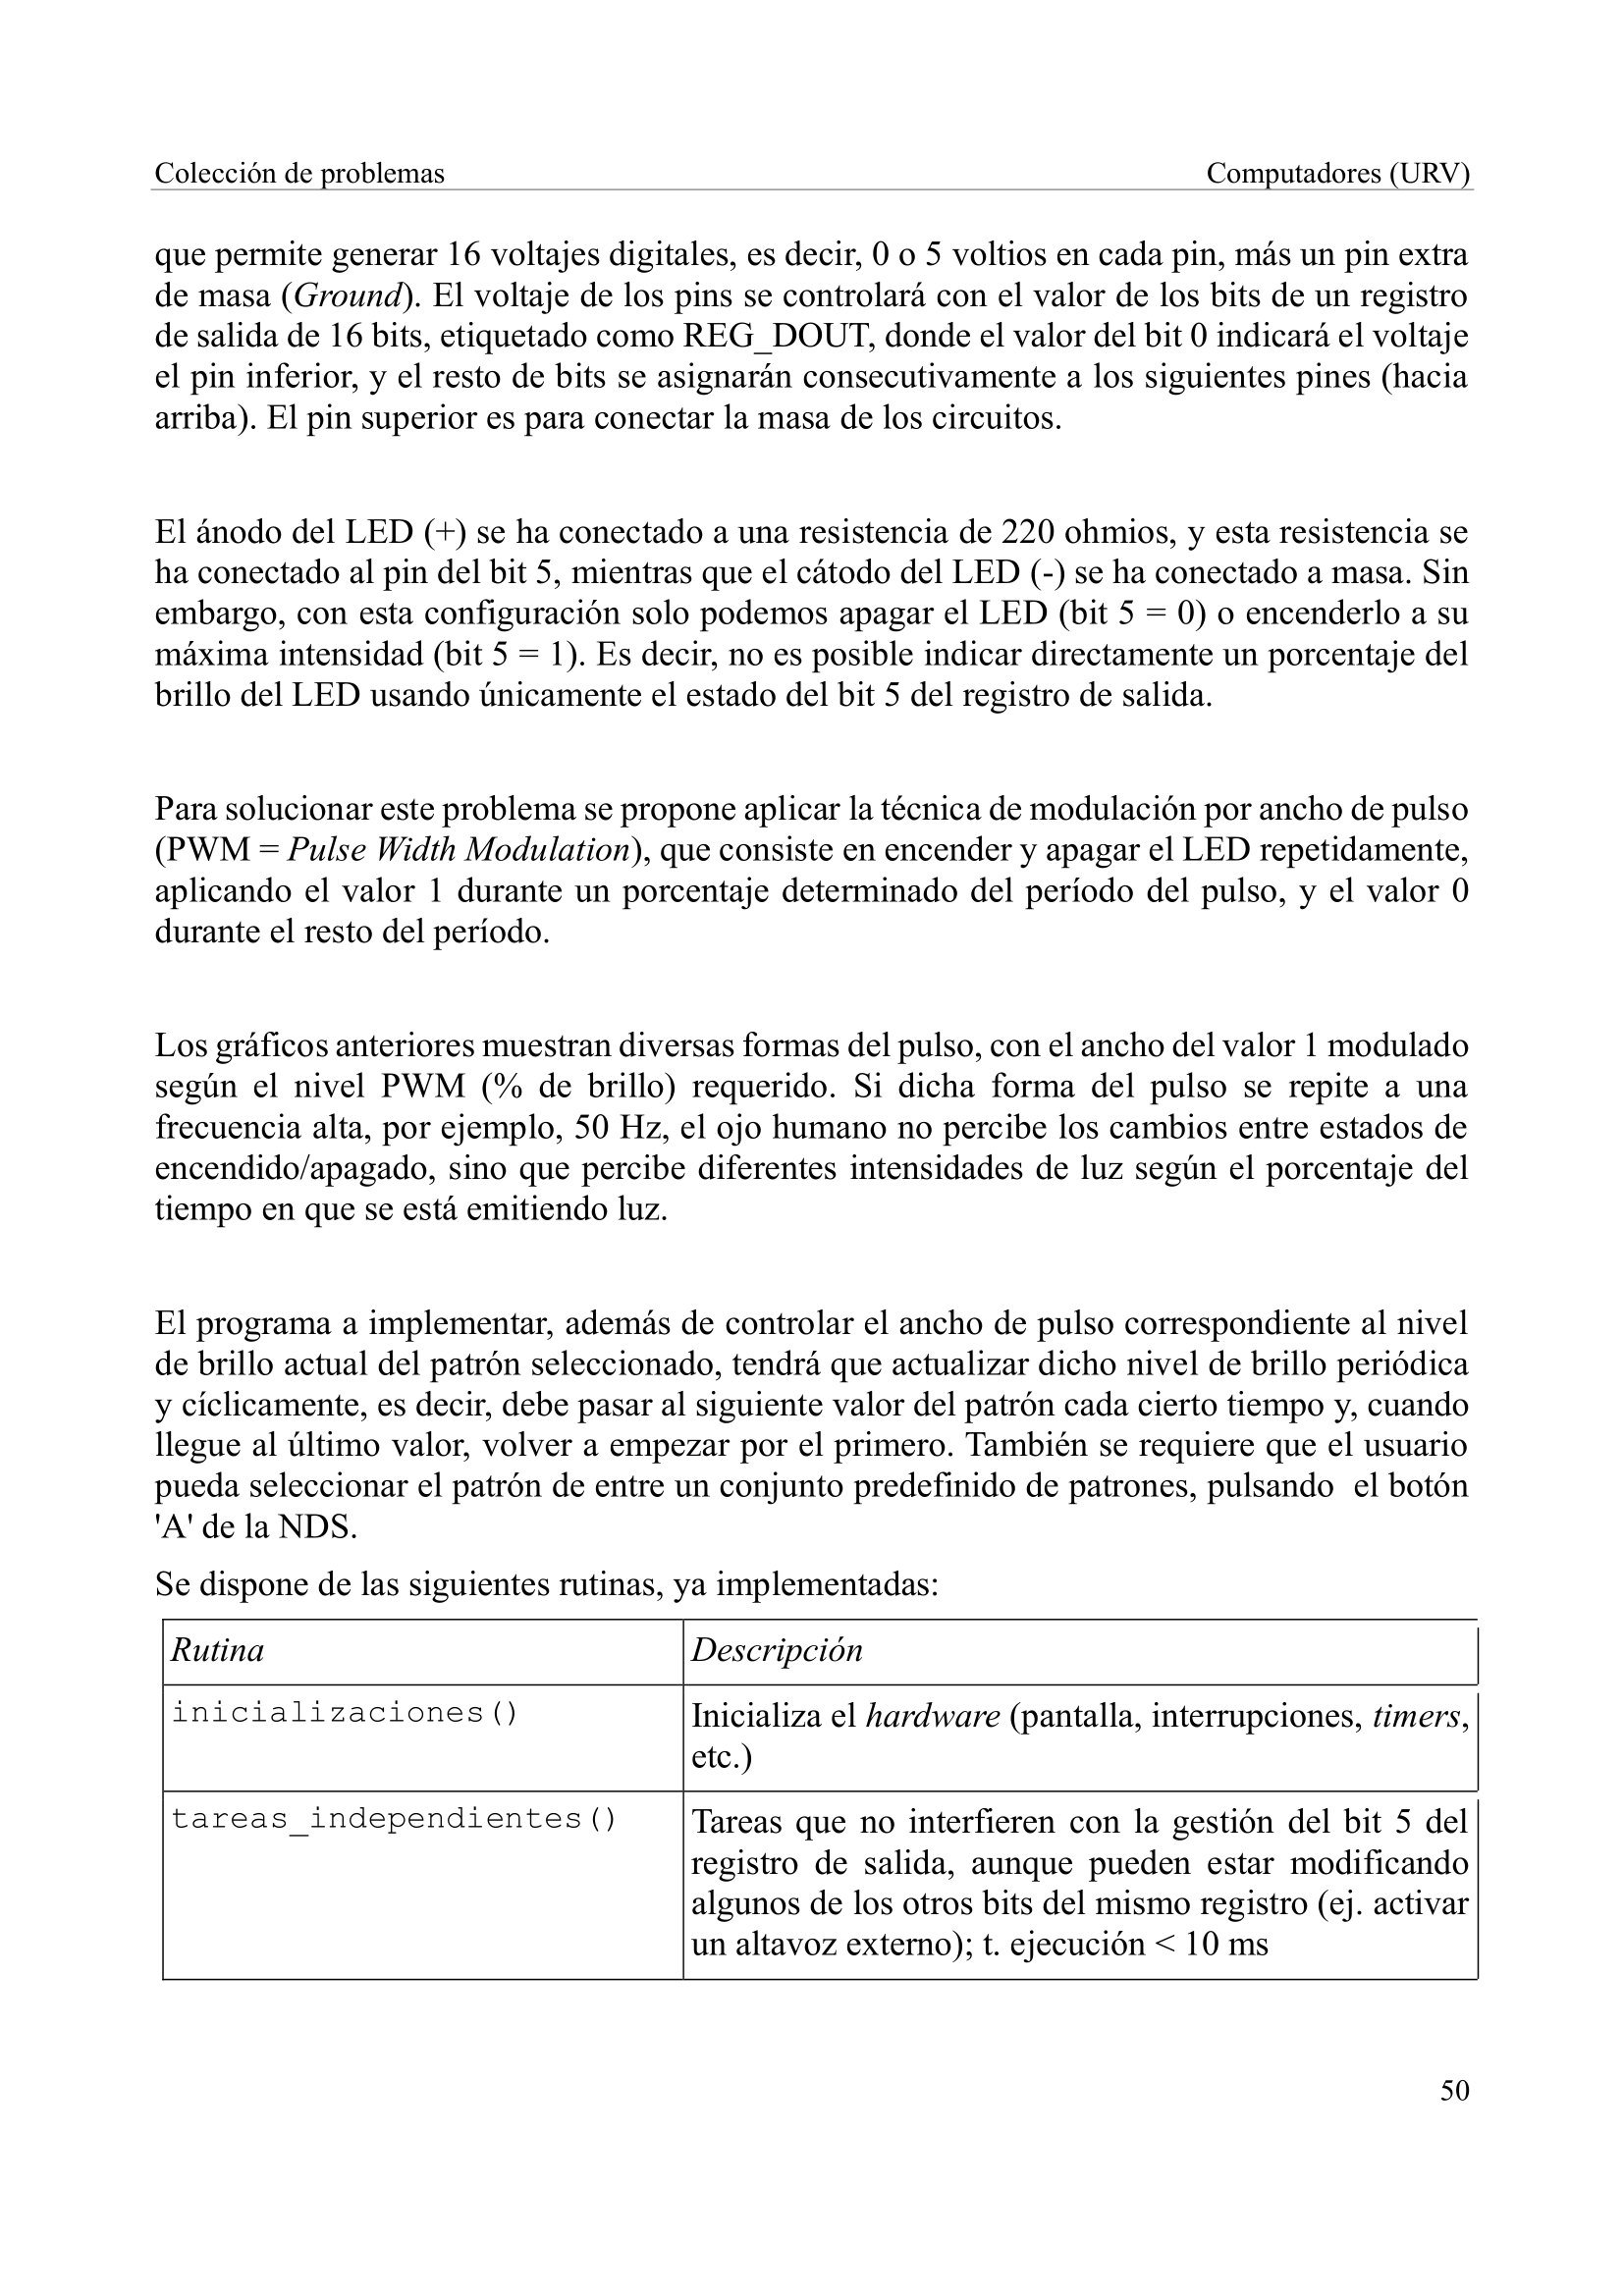 Colección de problemas Computadores (URV)
que permite generar 16 voltajes digitales, es decir, 0 o 5 voltios en cada pin, más un pin extra
de masa (Ground). El voltaje de los pins se controlará con el valor de los bits de un registro
de salida de 16 bits, etiquetado como REG_DOUT, donde el valor del bit 0 indicará el voltaje
el pin inferior, y el resto de bits se asignarán consecutivamente a los siguientes pines (hacia
arriba). El pin superior es para conectar la masa de los circuitos.
El ánodo del LED (+) se ha conectado a una resistencia de 220 ohmios, y esta resistencia se
ha conectado al pin del bit 5, mientras que el cátodo del LED (-) se ha conectado a masa. Sin
embargo, con esta configuración solo podemos apagar el LED (bit 5 = 0) o encenderlo a su
máxima intensidad (bit 5 = 1). Es decir, no es posible indicar directamente un porcentaje del
brillo del LED usando únicamente el estado del bit 5 del registro de salida.
Para solucionar este problema se propone aplicar la técnica de modulación por ancho de pulso
(PWM = Pulse Width Modulation), que consiste en encender y apagar el LED repetidamente,
aplicando el valor 1 durante un porcentaje determinado del período del pulso, y el valor 0
durante el resto del período.
Los gráficos anteriores muestran diversas formas del pulso, con el ancho del valor 1 modulado
según el nivel PWM (% de brillo) requerido. Si dicha forma del pulso se repite a una
frecuencia alta, por ejemplo, 50 Hz, el ojo humano no percibe los cambios entre estados de
encendido/apagado, sino que percibe diferentes intensidades de luz según el porcentaje del
tiempo en que se está emitiendo luz.
El programa a implementar, además de controlar el ancho de pulso correspondiente al nivel
de brillo actual del patrón seleccionado, tendrá que actualizar dicho nivel de brillo periódica
y cíclicamente, es decir, debe pasar al siguiente valor del patrón cada cierto tiempo y, cuando
llegue al último valor, volver a empezar por el primero. También se requiere que el usuario
pueda seleccionar el patrón de entre un conjunto predefinido de patrones, pulsando el botón
'A' de la NDS.
Se dispone de las siguientes rutinas, ya implementadas:
Rutina Descripción
inicializaciones() Inicializa el hardware (pantalla, interrupciones, timers,
etc.)
tareas_independientes() Tareas que no interfieren con la gestión del bit 5 del
registro de salida, aunque pueden estar modificando
algunos de los otros bits del mismo registro (ej. activar
un altavoz externo); t. ejecución < 10 ms
50